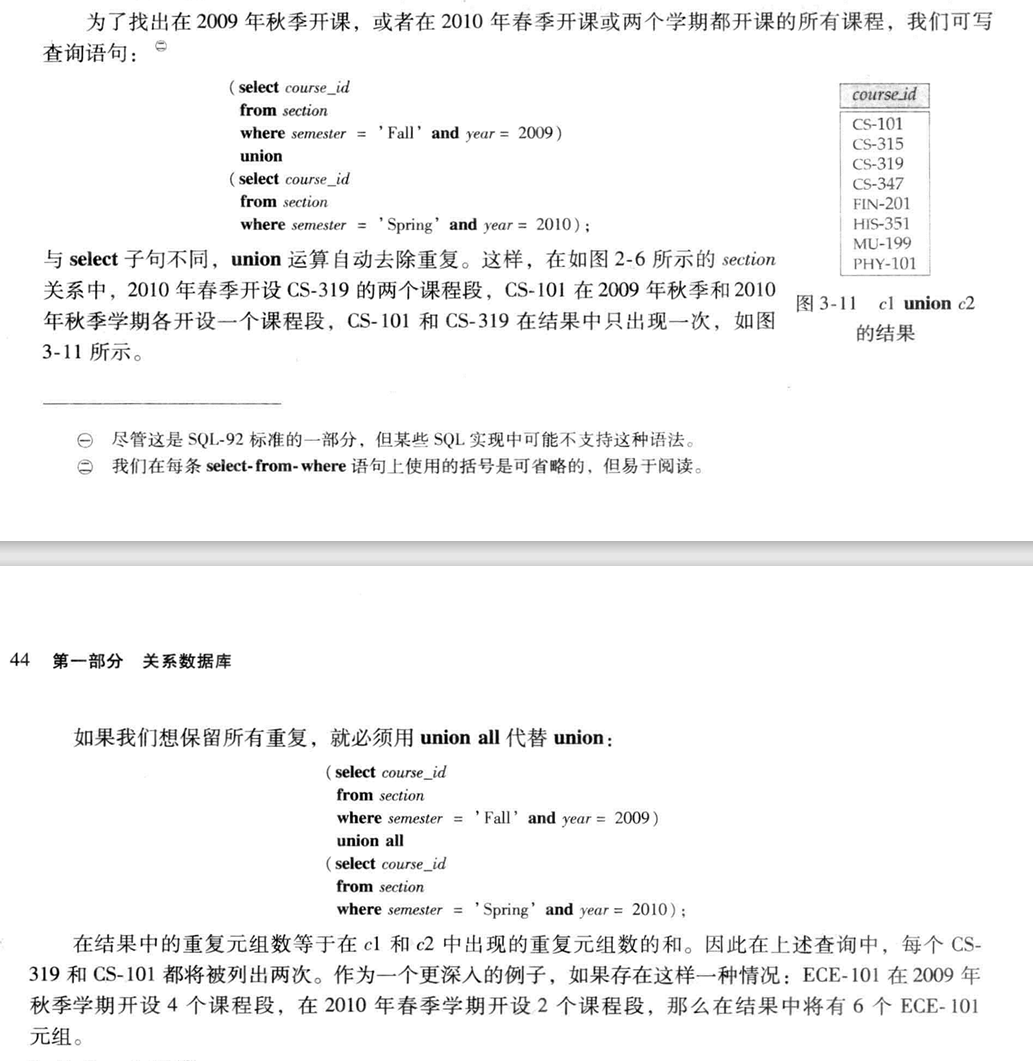 为了找出在 2009 年秋季开课，或者在 2010 年春季开课或两个学期都开课的所有课程，我们可写
查询语句：㊁
( select course_id
from section
where semester = ’Fall’ and year = 2009)
union
( select course_id
from section
where semester = ’Spring’ and year = 2010);
course_id
CS-101
CS-315
CS-319
CS-347
FIN-201
HIS-351
MU-199
PHY-101
图 3-11 c1 union c2
的结果
与 select 子句不同，union 运算自动去除重复。这样，在如图 2-6 所示的 section
关系中，2010 年春季开设 CS-319 的两个课程段，CS-101 在 2009 年秋季和 2010
年秋季学期各开设一个课程段，CS-101 和 CS-319 在结果中只出现一次，如图
3-11 所示。
㊀ 尽管这是 SQL-92 标准的一部分，但某些 SQL 实现中可能不支持这种语法。
㊁ 我们在每条 select-from-where 语句上使用的括号是可省略的，但易于阅读。
44 第一部分 关系数据库
如果我们想保留所有重复，就必须用 union all 代替 union：
( select course_id
from section
where semester = ’Fall’ and year = 2009)
union all
( select course_id
from section
where semester = ’Spring’ and year = 2010);
在结果中的重复元组数等于在 c1 和 c2 中出现的重复元组数的和。因此在上述查询中，每个 CS-
319 和 CS-101 都将被列出两次。作为一个更深入的例子，如果存在这样一种情况：ECE-101 在 2009 年
秋季学期开设 4 个课程段，在 2010 年春季学期开设 2 个课程段，那么在结果中将有 6 个 ECE-101
元组。